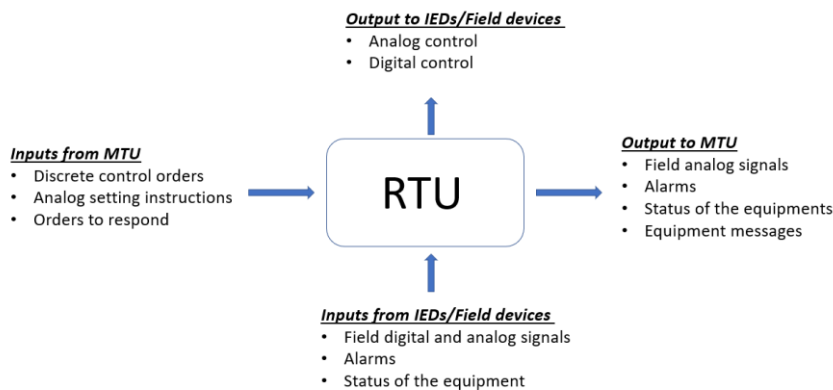 Output to IEDs/Field devices
• Analog control
• Digital control
Inputs from MTU
• Discrete control orders
• Analog setting instructions
• Orders to respond
RTU
Output to MTU
• Field analog signals
• Alarms
• Status of the equipments
• Equipment messages
Inputs from IEDs/Field devices
• Field digital and analog signals
• Alarms
• Status of the equipment